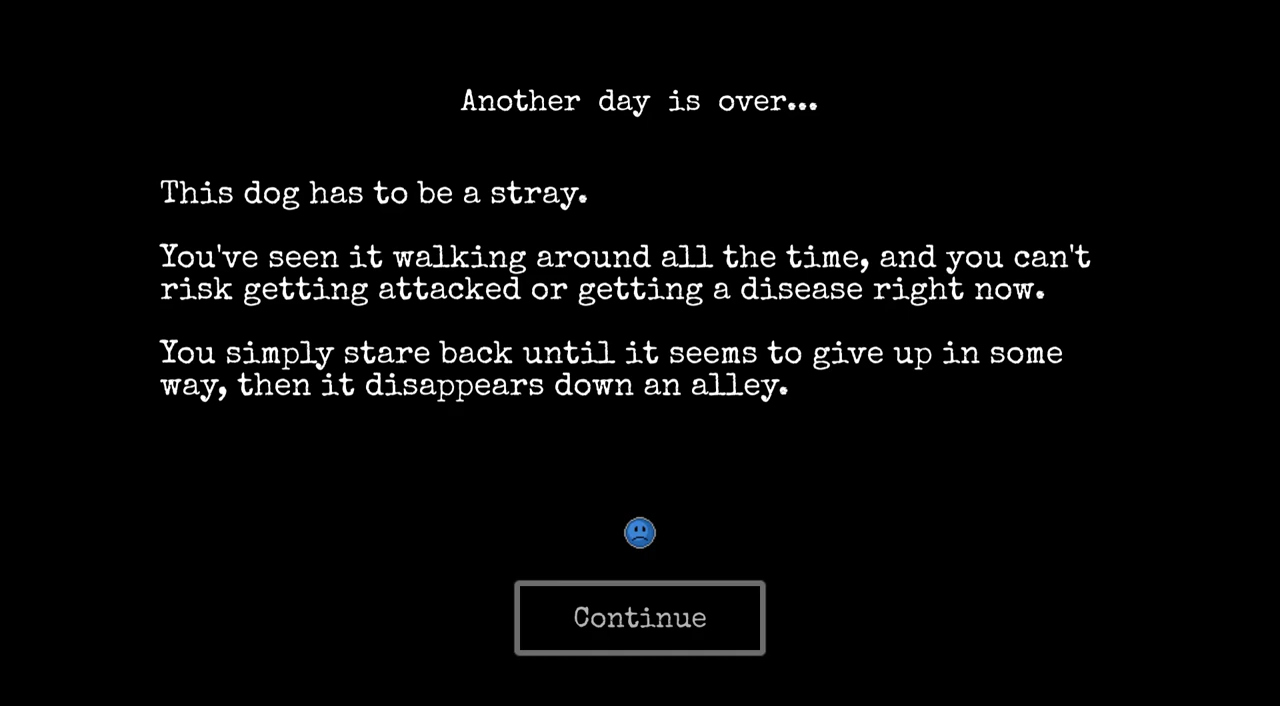 Another day is over...
This dog has to be a stray.
You've seen it walking around all the time, and you can't
risk getting attacked or getting a disease right now.
You simply stare back until it seems to give up in some
way, then it disappears down an alley.
Continue